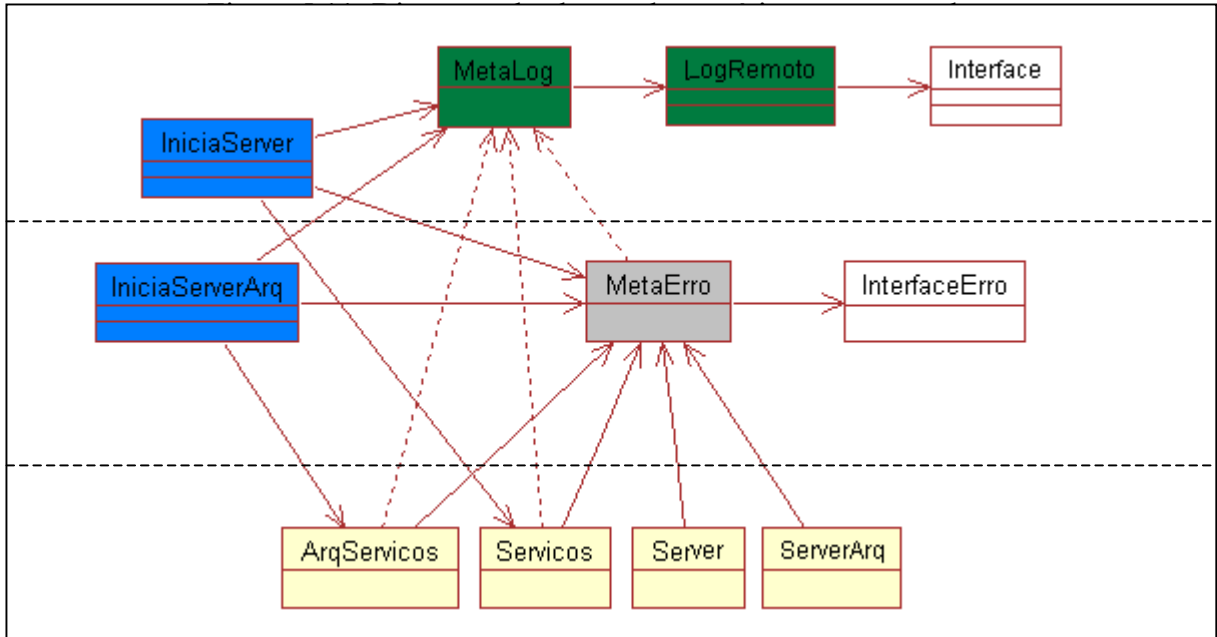 MetaLog
LogRemoto
Interface
IniciaServer
IniciaServerArq
MetaErro
InterfaceErro
ArqServicos
Servicos
Server
ServerArq